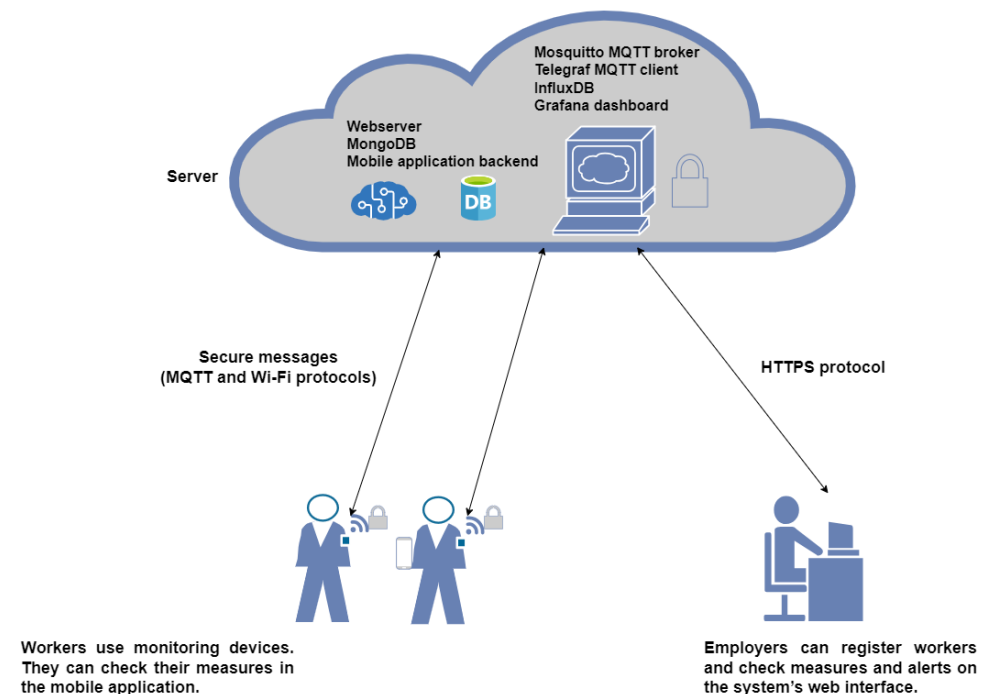 Mosquitto MQTT broker
Telegraf MQTT client
InfluxDB
Grafana dashboard
Webserver
MongoDB
Mobile application backend
Server
DB
Secure messages
(MQTT and Wi-Fi protocols)
HTTPS protocol
Workers use monitoring devices.
They can check their measures in
the mobile application.
Employers can register workers
and check measures and alerts on
the system's web interface.